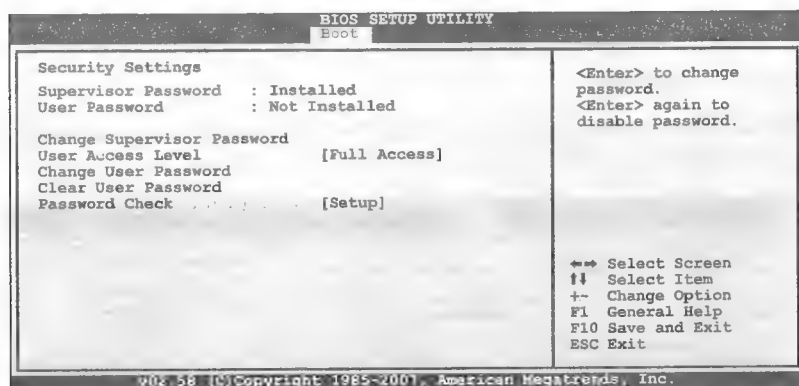 BIOS SETUP UTILITY
Boot
Security Settings
Supervisor Password : Installed
User Password : Not Installed
Change Supervisor Password
User Access Level [Full Access]
Change User Password
Clear User Password
Password Check [Setup]
<Enter> to change
password.
<Enter> again to
disable password.
←→ Select Screen
↑↓ Select Item
+- Change Option
F1 General Help
F10 Save and Exit
ESC Exit
v02.58 (C)Copyright 1985-2007, American Megatrends, Inc.